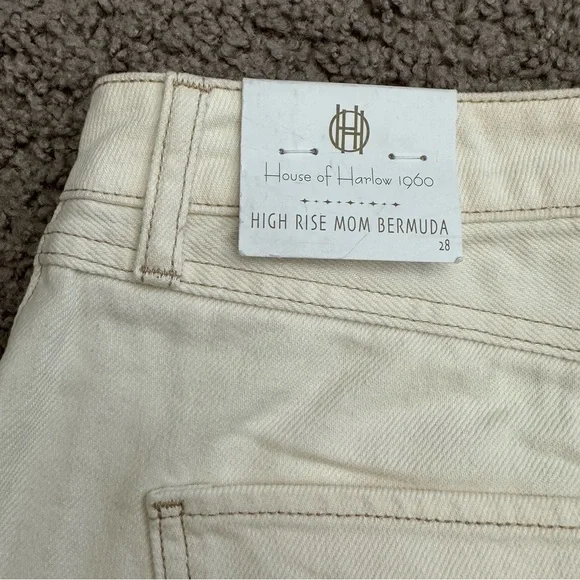 House of Harlow 1960
HIGH RISE MOM BERMUDA
28